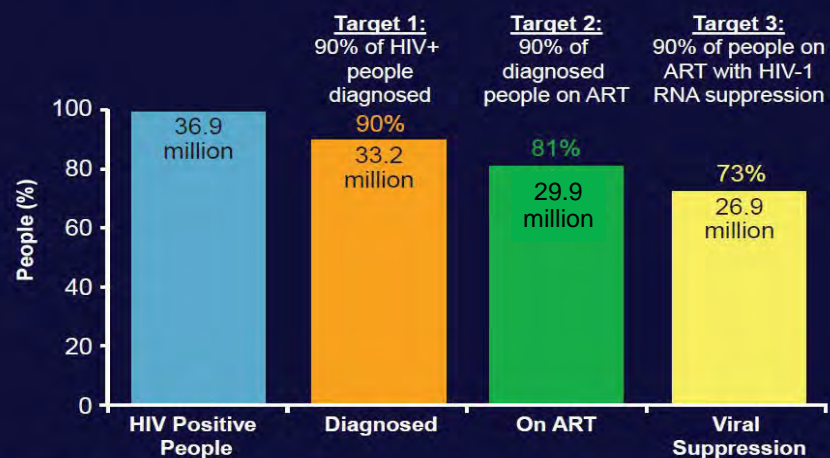 Target 1:
90% of HIV+
people
diagnosed
Target 2:
90% of
diagnosed
people on ART
Target 3:
90% of people on
ART with HIV-1
RNA suppression
People (%)
100
80
60
40
20
0
36.9
million
90%
33.2
million
81%
29.9
million
73%
26.9
million
HIV Positive
People
Diagnosed
On ART
Viral
Suppression